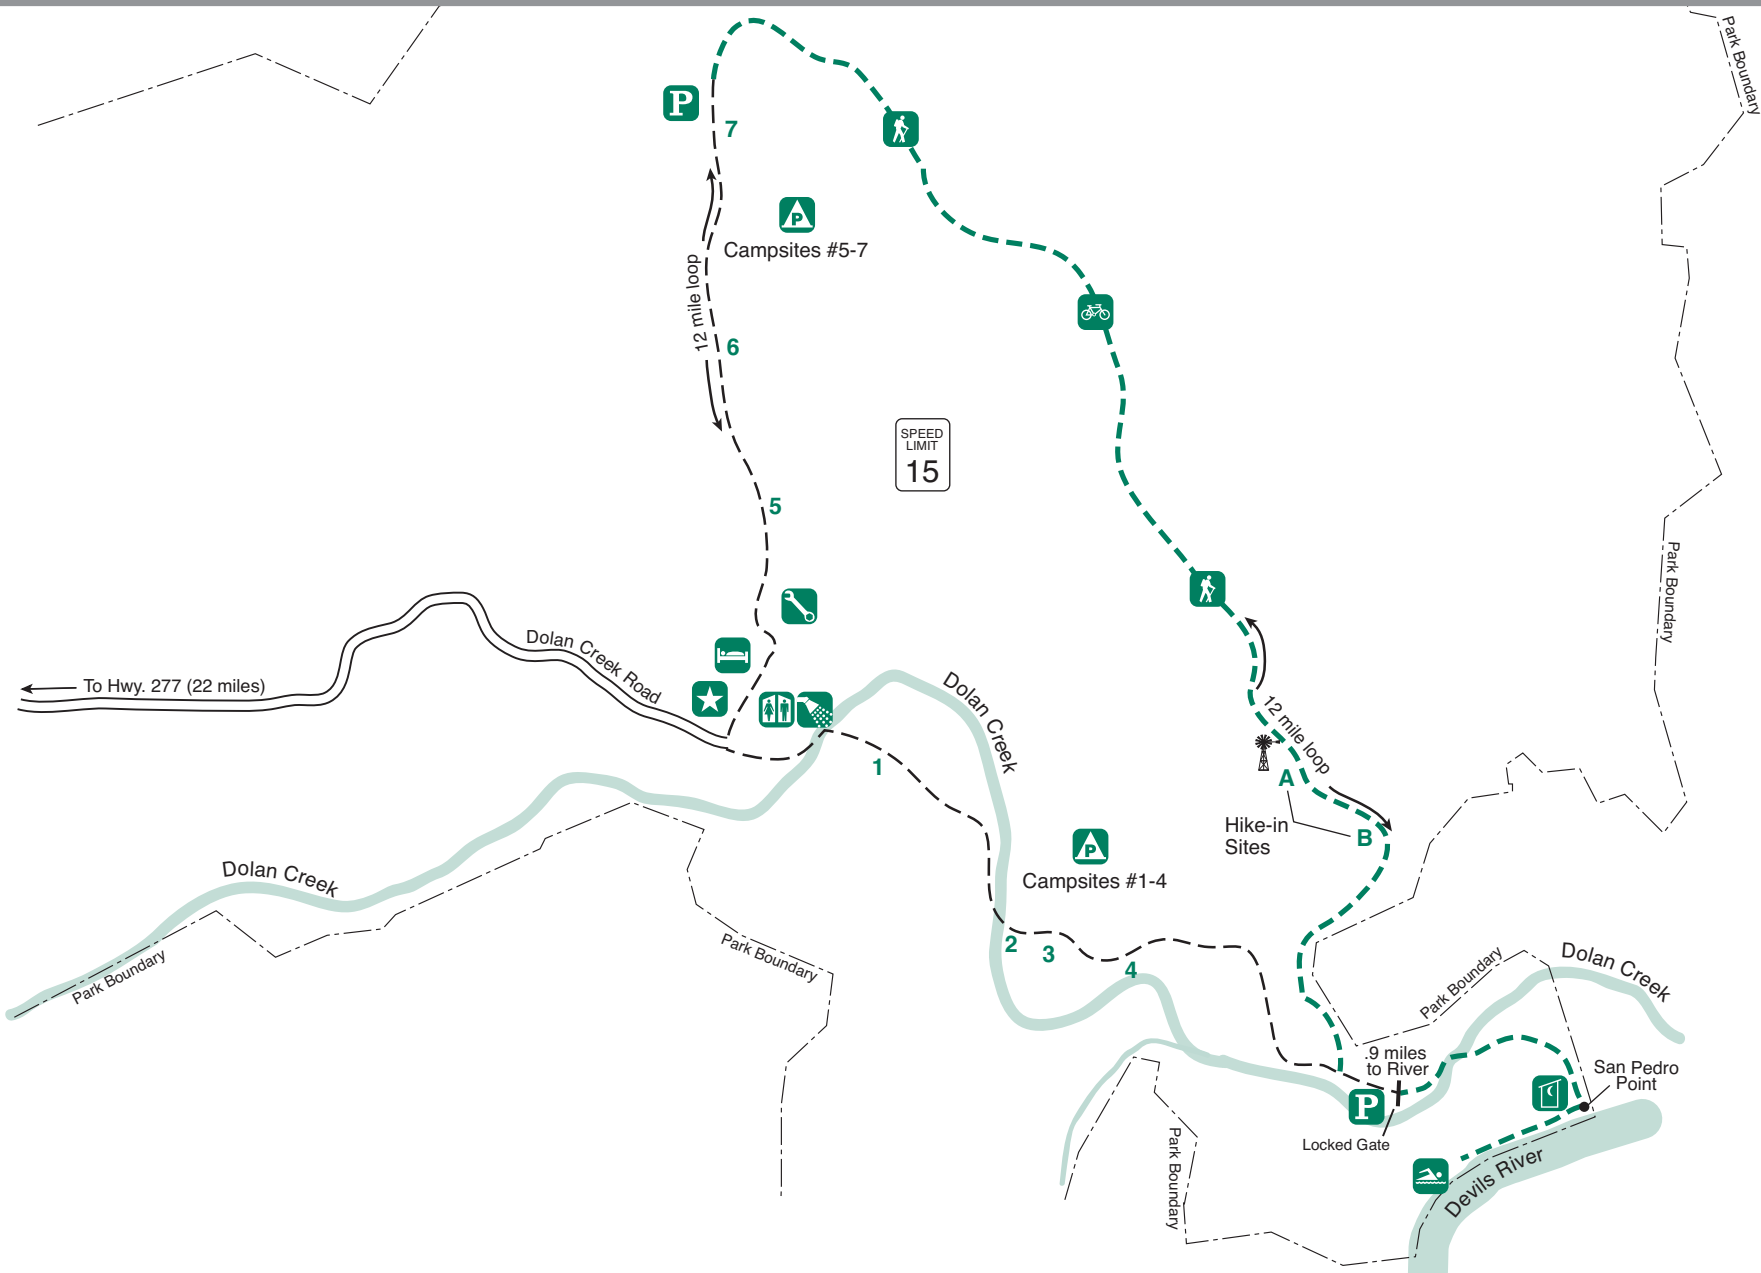 Park Boundary
P
7
P
Campsites #5-7
12 mile loop
6
SPEED
LIMIT
15
5
Park Boundary
Dolan Creek Road
To Hwy. 277 (22 miles)
Dolan Creek
12 mile loop
1
A
Hike-in
Sites
B
P
Campsites #1-4
Dolan Creek
Park Boundary
Park Boundary
2
3
4
Park Boundary
Dolan Creek
.9 miles
to River
San Pedro
Point
P
Locked Gate
Park Boundary
Devils River